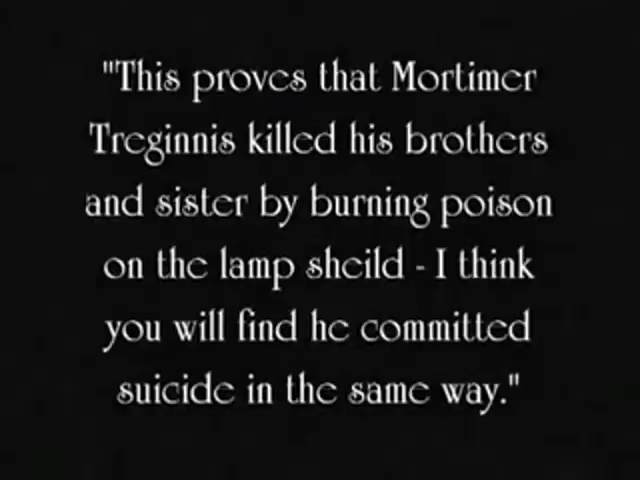 "This proves that Mortimer
Treginnis killed his brothers
and sister by burning poison
on the lamp sheild - I think
you will find he committed
suicide in the same way."